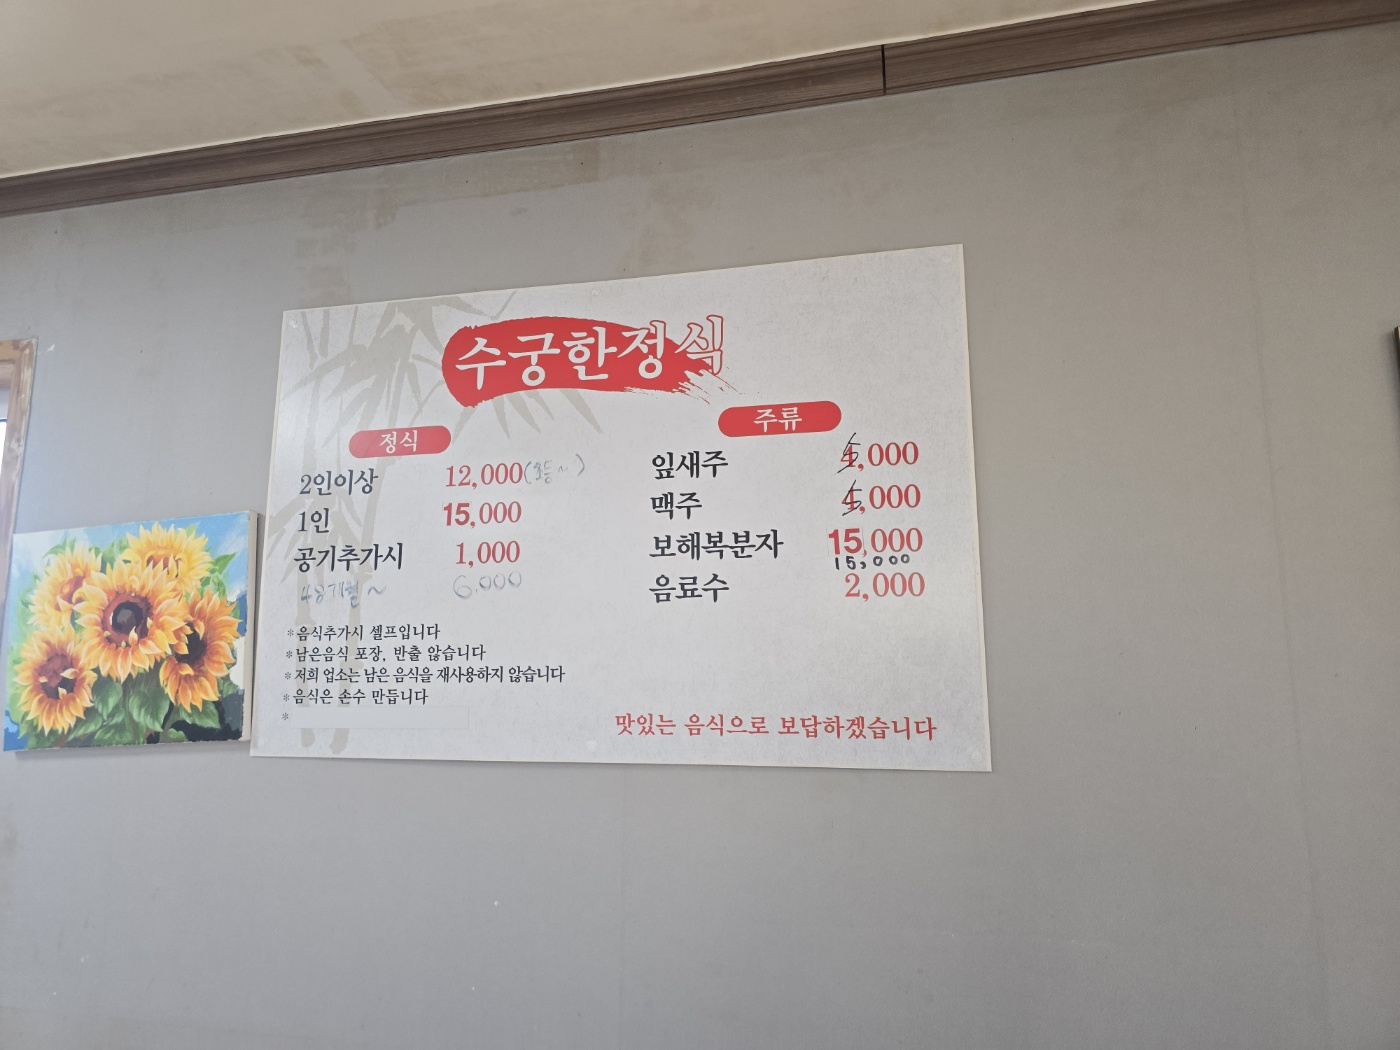 수궁한정식
정식
2인이상 12,000(초등~)
1인 15,000
공기추가시 1,000
48개월~ 6,000
*음식추가시 셀프입니다
*남은음식 포장, 반출 않습니다
*저희 업소는 남은 음식을 재사용하지 않습니다
*음식은 손수 만듭니다
*
주류
잎새주 5,000
맥주 5,000
보해복분자 15,000
15,000
음료수 2,000
맛있는 음식으로 보답하겠습니다